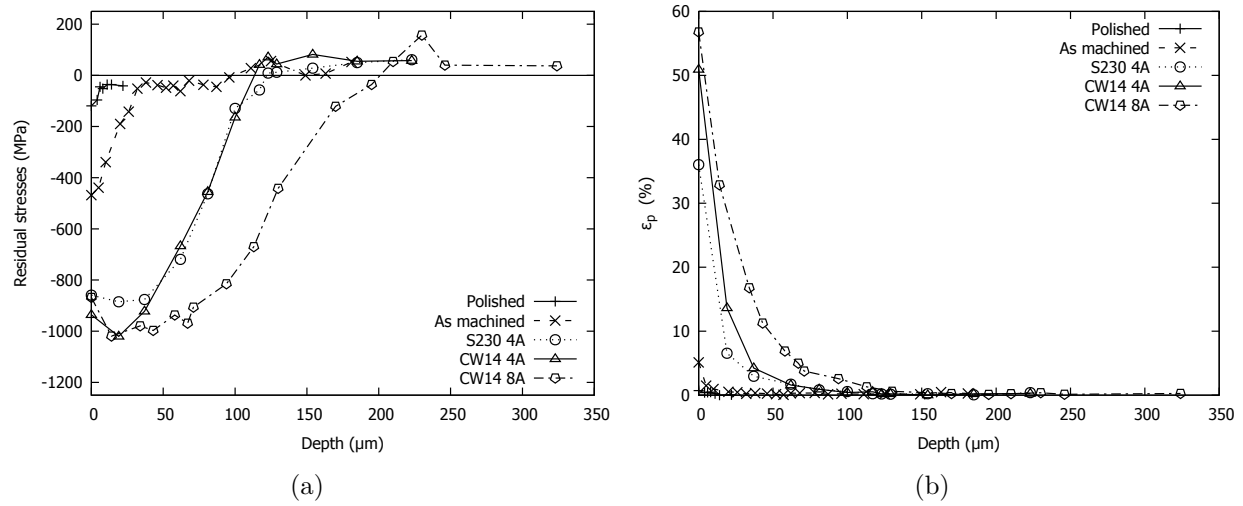 200
0
-200
-400
-600
-800
-1000
-1200
0 50 100 150 200 250 300 350
Residual stresses (MPa)
Depth (μm)
Polished
As machined
S230 4A
CW14 4A
CW14 8A
(a)
60
50
40
30
20
10
0
0 50 100 150 200 250 300 350
εp (%)
Depth (μm)
Polished
As machined
S230 4A
CW14 4A
CW14 8A
(b)